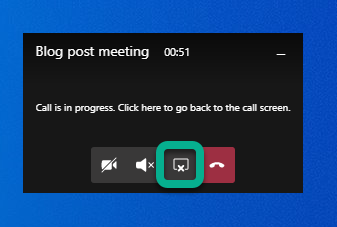 Blog post meeting 00:51
Call is in progress. Click here to go back to the call screen.